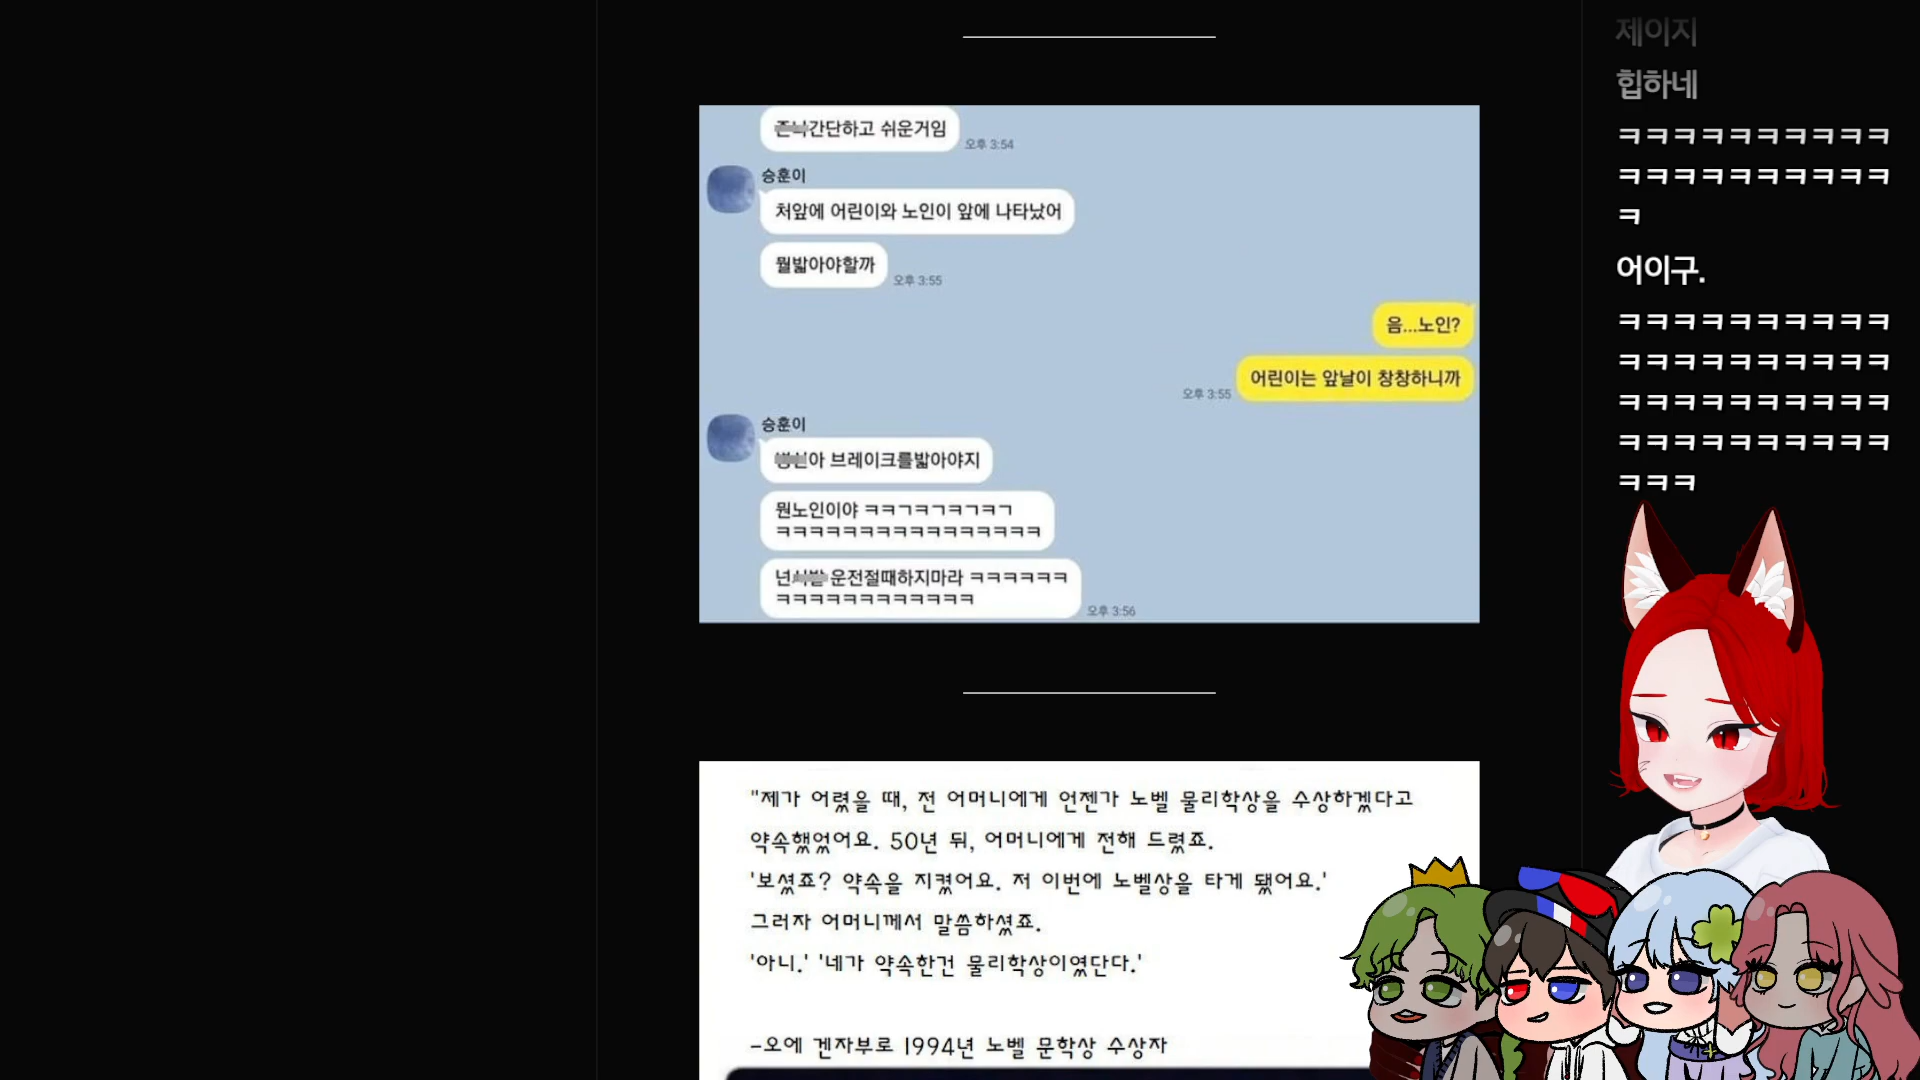 간단하고 쉬운거임
오후 3:54
승훈이
처앞에 어린이와 노인이 앞에 나타났어
뭘밟아야할까
오후 3:55
음...노인?
어린이는 앞날이 창창하니까
오후 3:55
승훈이
아 브레이크를밟아야지
뭔노인이야 ㅋㅋㄱㅋㄱㅋㄱㅋㄱ
ㅋㅋㅋㅋㅋㅋㅋㅋㅋㅋㅋㅋㅋㅋㅋㅋ
넌 운전절때하지마라 ㅋㅋㅋㅋㅋㅋ
ㅋㅋㅋㅋㅋㅋㅋㅋㅋㅋㅋㅋ
오후 3:56
"제가 어렸을 때, 전 어머니에게 언젠가 노벨 물리학상을 수상하겠다고
약속했었어요. 50년 뒤, 어머니에게 전해 드렸죠.
'보셨죠? 약속을 지켰어요. 저 이번에 노벨상을 타게 됐어요.'
그러자 어머니께서 말씀하셨죠.
'아니.' '네가 약속한건 물리학상이였단다.'
-오에 겐자부로 1994년 노벨 문학상 수상자
제이지
힙하네
ㅋㅋㅋㅋㅋㅋㅋㅋㅋㅋ
ㅋㅋㅋㅋㅋㅋㅋㅋㅋㅋ
ㅋ
어이구.
ㅋㅋㅋㅋㅋㅋㅋㅋㅋㅋ
ㅋㅋㅋㅋㅋㅋㅋㅋㅋㅋ
ㅋㅋㅋㅋㅋㅋㅋㅋㅋㅋ
ㅋㅋㅋㅋㅋㅋㅋㅋㅋㅋ
ㅋㅋㅋ